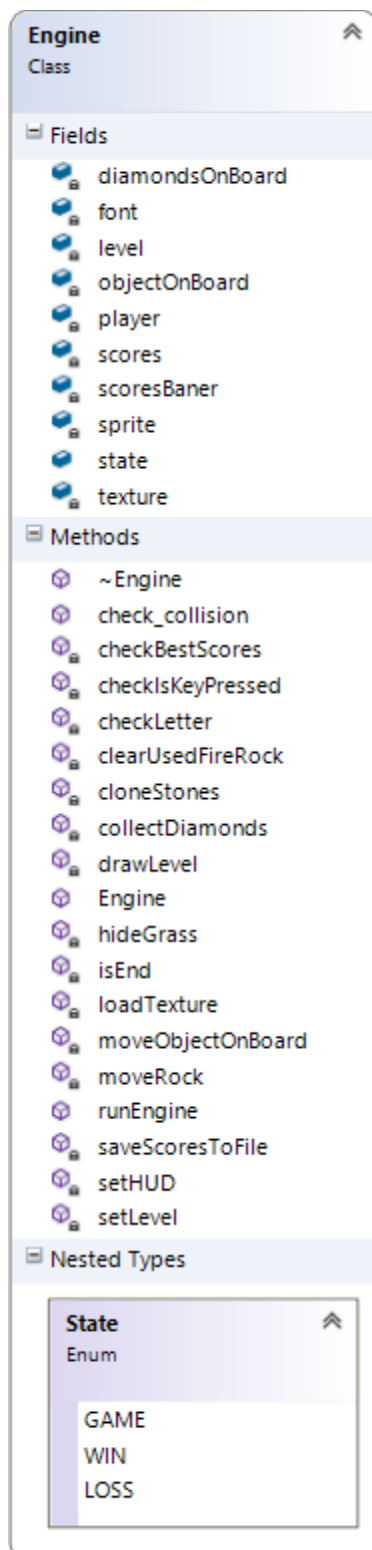 Engine
Class
Fields
diamondsOnBoard
font
level
objectOnBoard
player
scores
scoresBaner
sprite
state
texture
Methods
~Engine
check_collision
checkBestScores
checkIsKeyPressed
checkLetter
clearUsedFireRock
cloneStones
collectDiamonds
drawLevel
Engine
hideGrass
isEnd
loadTexture
moveObjectOnBoard
moveRock
runEngine
saveScoresToFile
setHUD
setLevel
Nested Types
State
Enum
GAME
WIN
LOSS